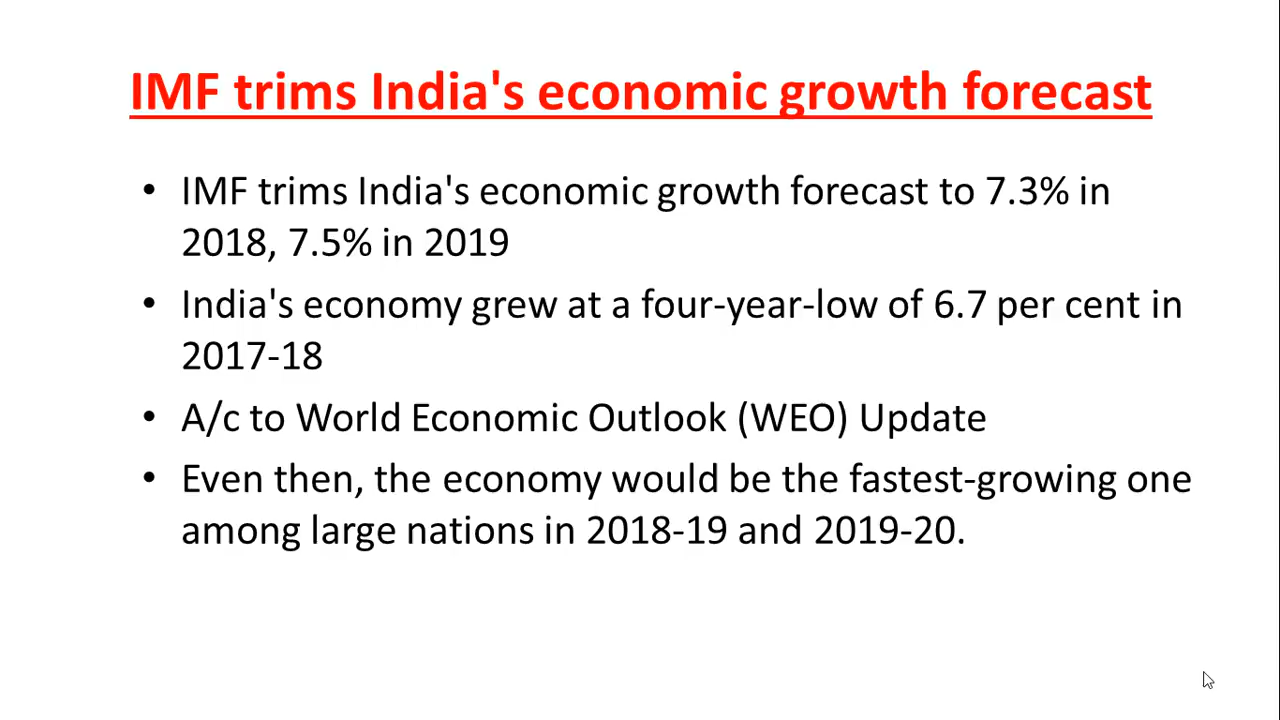 IMF trims India's economic growth forecast
• IMF trims India's economic growth forecast to 7.3% in
2018, 7.5% in 2019
• India's economy grew at a four-year-low of 6.7 per cent in
2017-18
• A/c to World Economic Outlook (WEO) Update
• Even then, the economy would be the fastest-growing one
among large nations in 2018-19 and 2019-20.